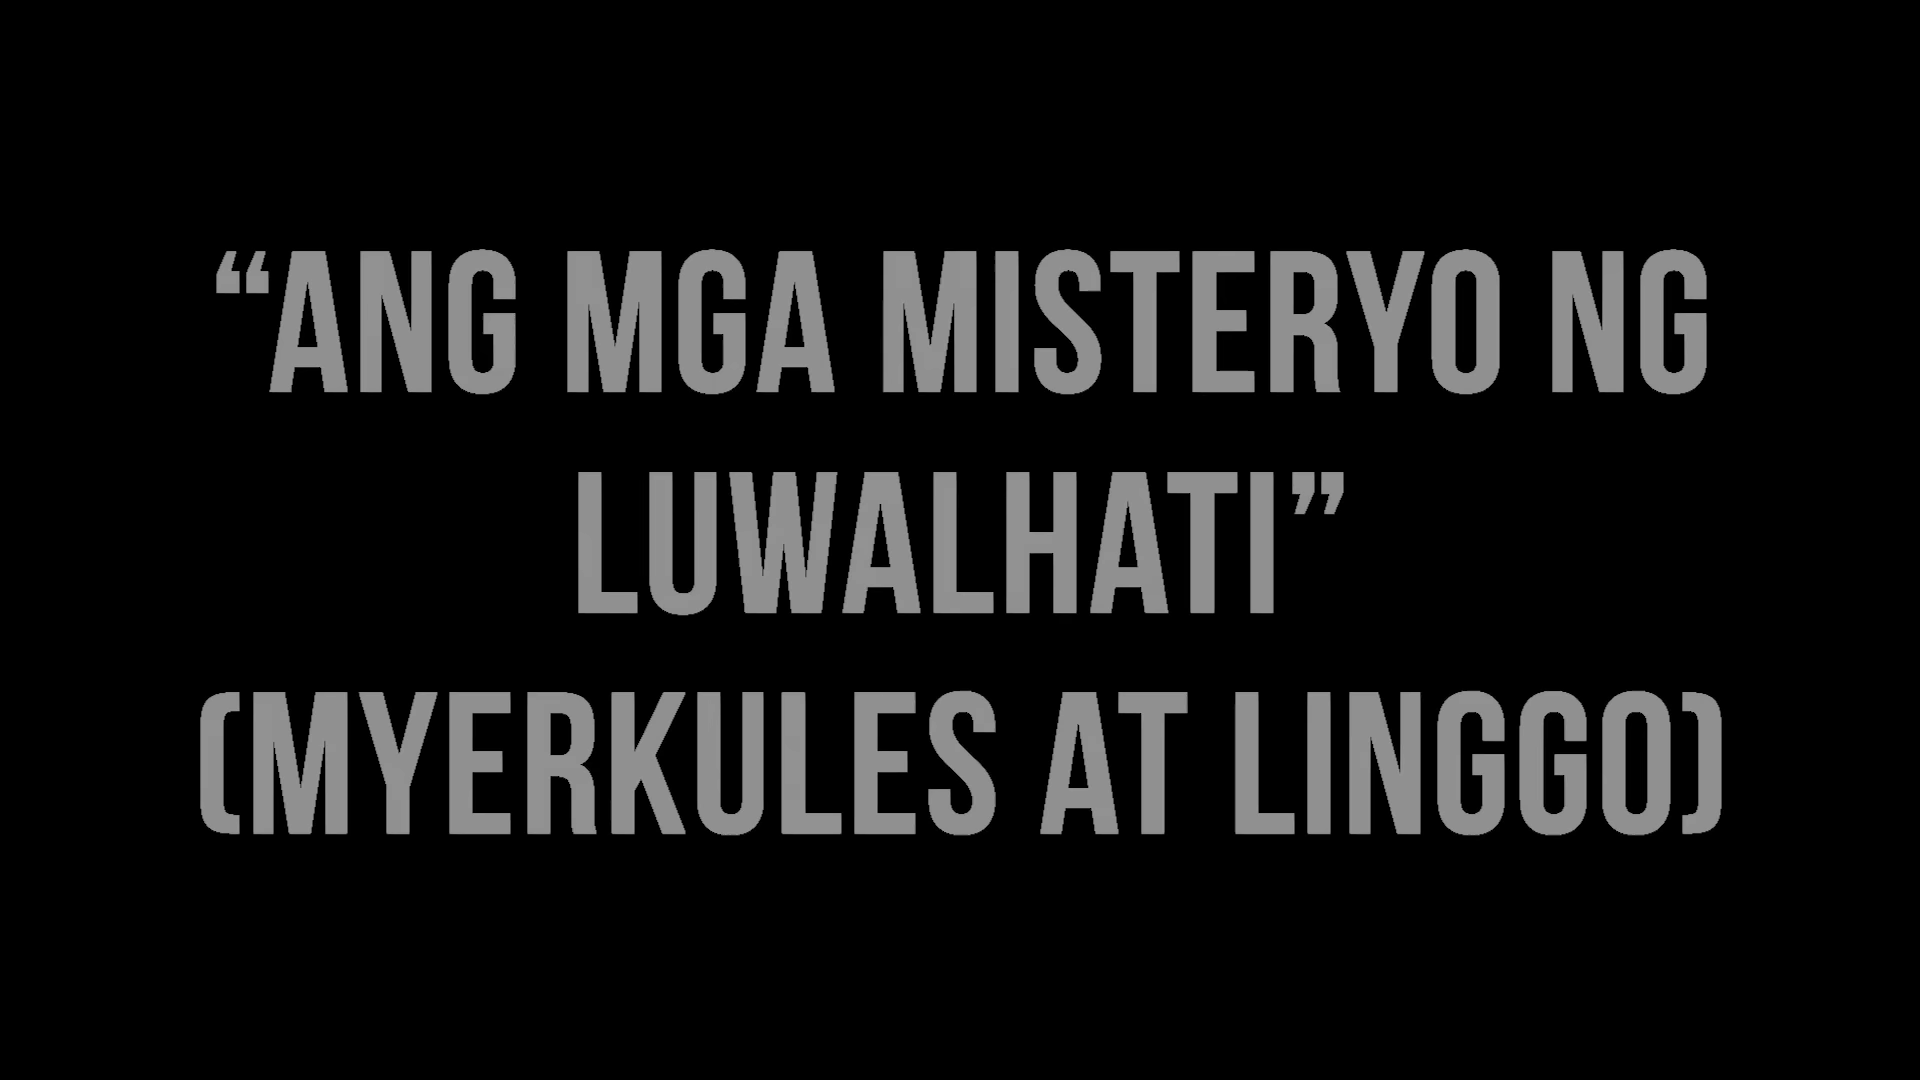 “ANG MGA MISTERYO NG
LUWALHATI”
(MYERKULES AT LINGGO)